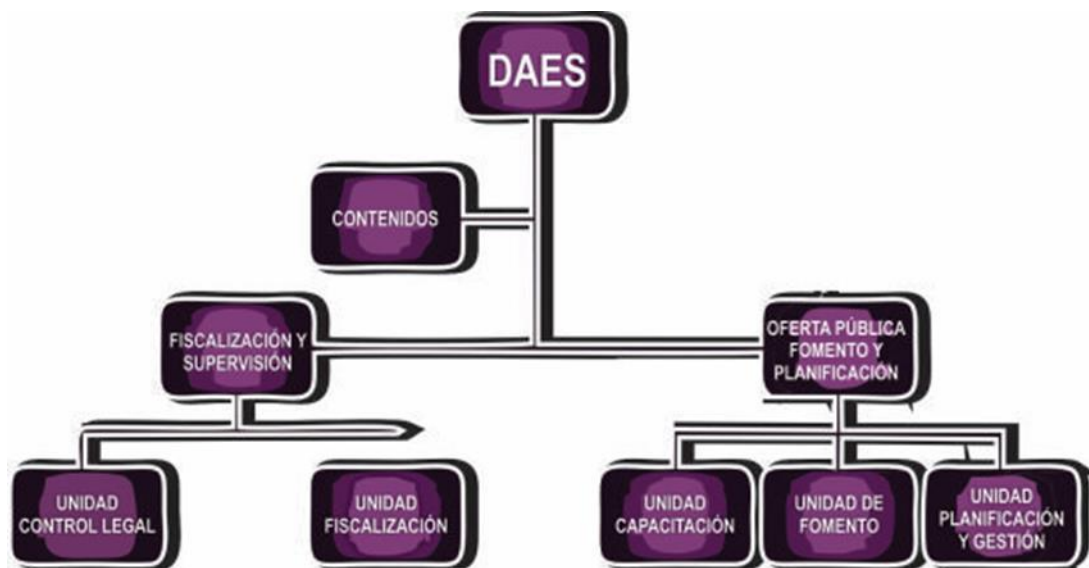 DAES
CONTENIDOS
FISCALIZACIÓN Y
SUPERVISIÓN
OFERTA PÚBLICA
FOMENTO Y
PLANIFICACIÓN
UNIDAD
CONTROL LEGAL
UNIDAD
FISCALIZACIÓN
UNIDAD
CAPACITACIÓN
UNIDAD DE
FOMENTO
UNIDAD
PLANIFICACIÓN
Y GESTIÓN